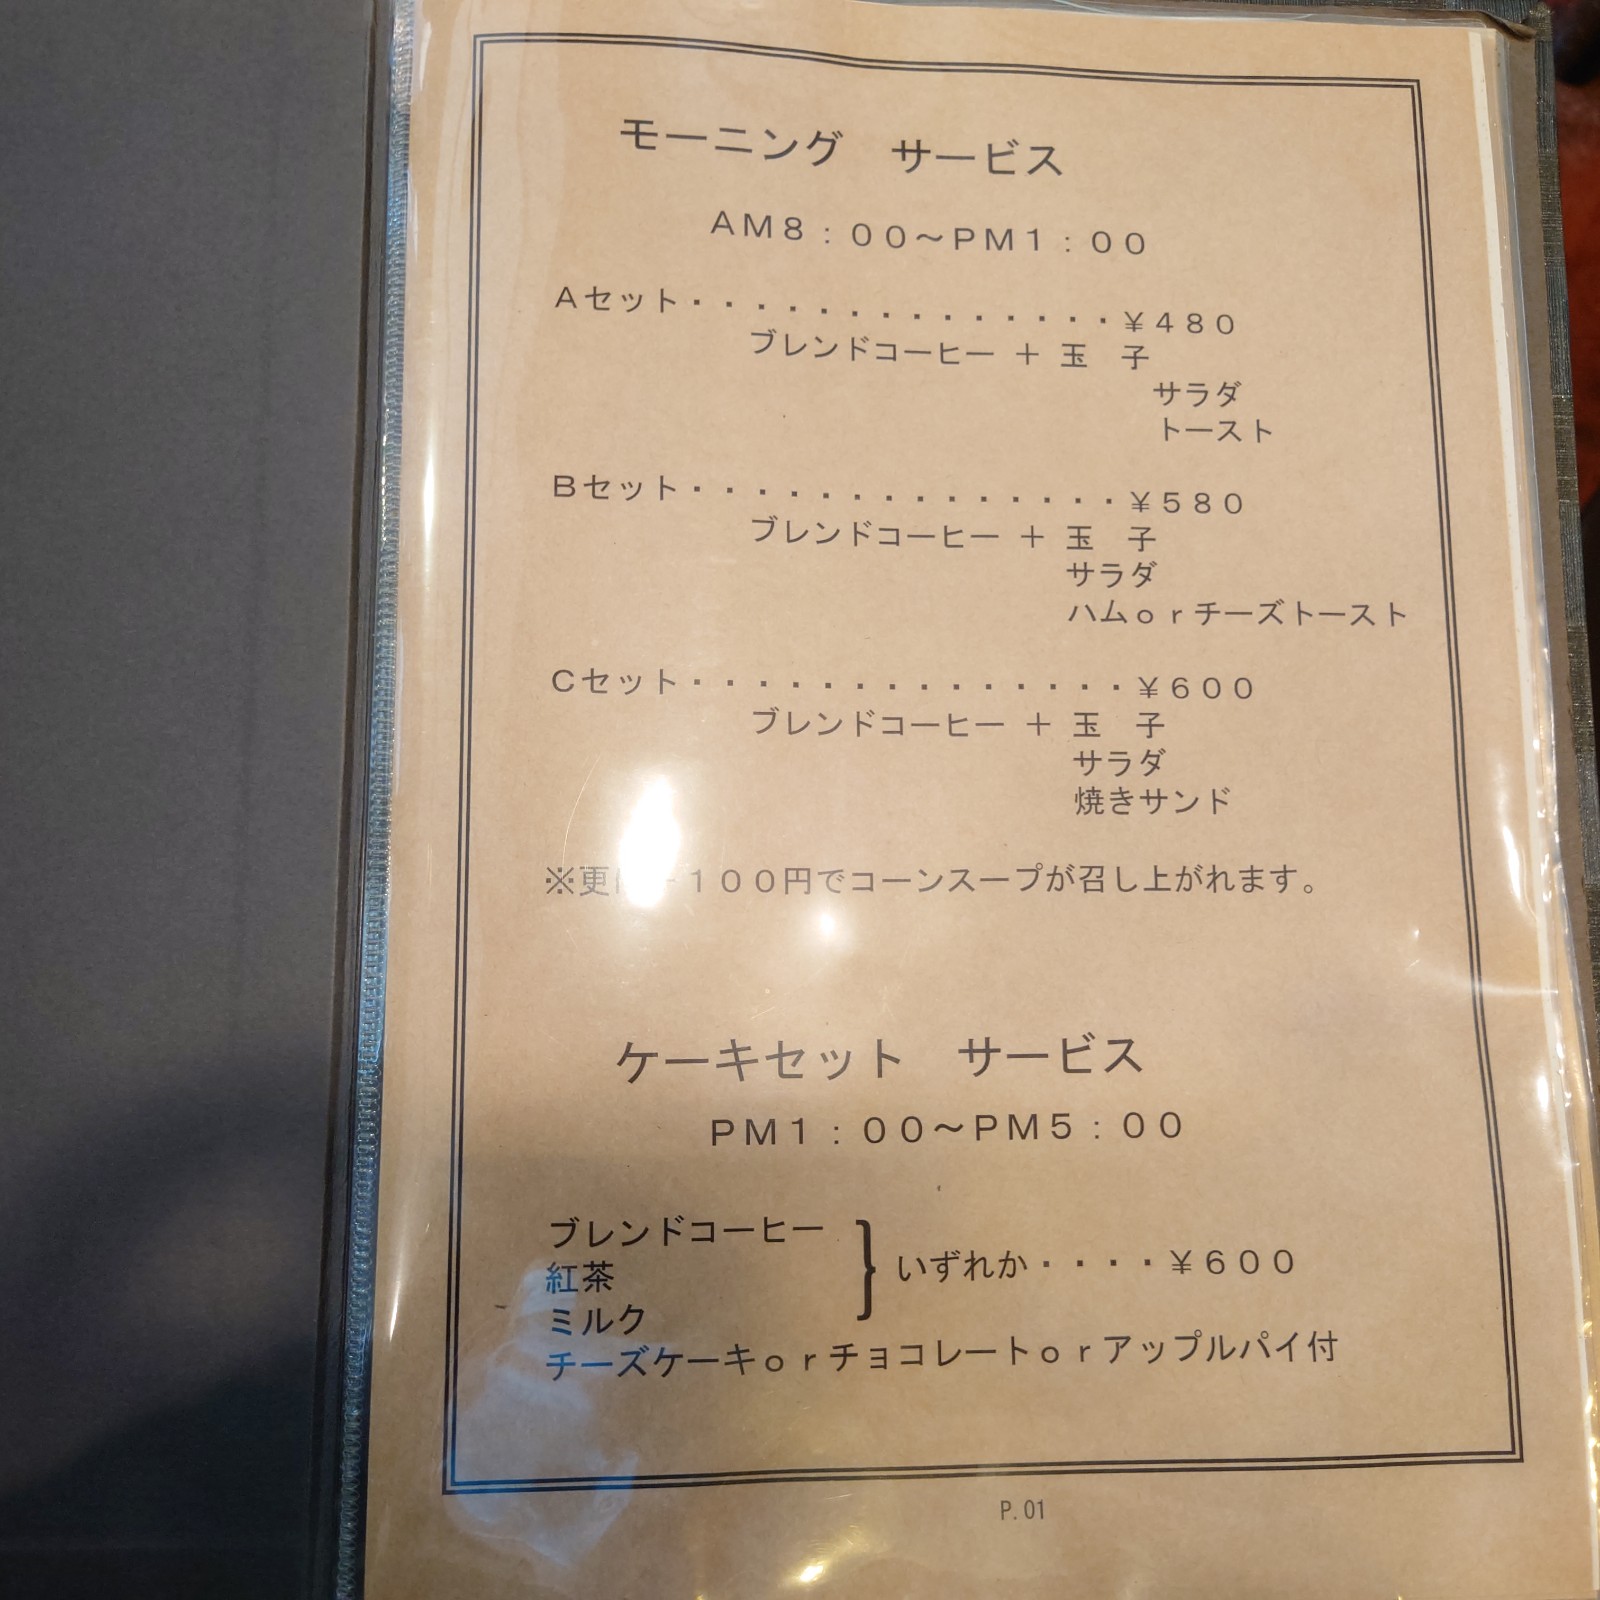 モーニング　サービス
ＡＭ８：００～ＰＭ１：００
Ａセット・・・・・・・・・・・・・・￥４８０
ブレンドコーヒー ＋ 玉　子
サラダ
トースト
Ｂセット・・・・・・・・・・・・・・￥５８０
ブレンドコーヒー ＋ 玉　子
サラダ
ハムｏｒチーズトースト
Ｃセット・・・・・・・・・・・・・・￥６００
ブレンドコーヒー ＋ 玉　子
サラダ
焼きサンド
※更に１００円でコーンスープが召し上がれます。
ケーキセット　サービス
ＰＭ１：００～ＰＭ５：００
ブレンドコーヒー
紅茶
ミルク
} いずれか・・・・￥６００
チーズケーキｏｒチョコレートｏｒアップルパイ付
P.01